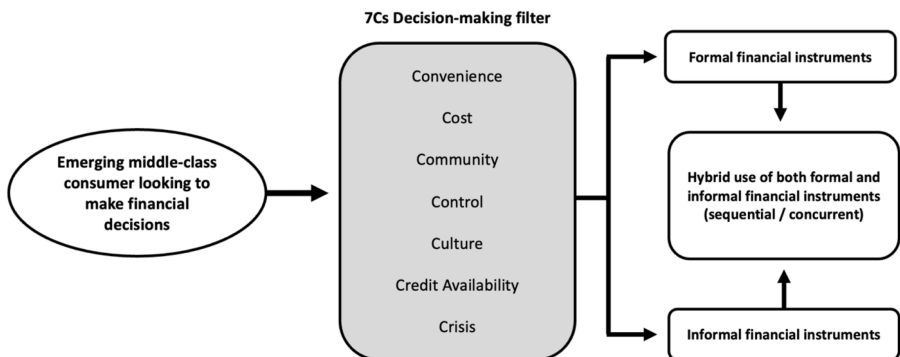 7Cs Decision-making filter
Emerging middle-class
consumer looking to
make financial
decisions
Convenience
Cost
Community
Control
Culture
Credit Availability
Crisis
Formal financial instruments
Hybrid use of both formal and
informal financial instruments
(sequential / concurrent)
Informal financial instruments